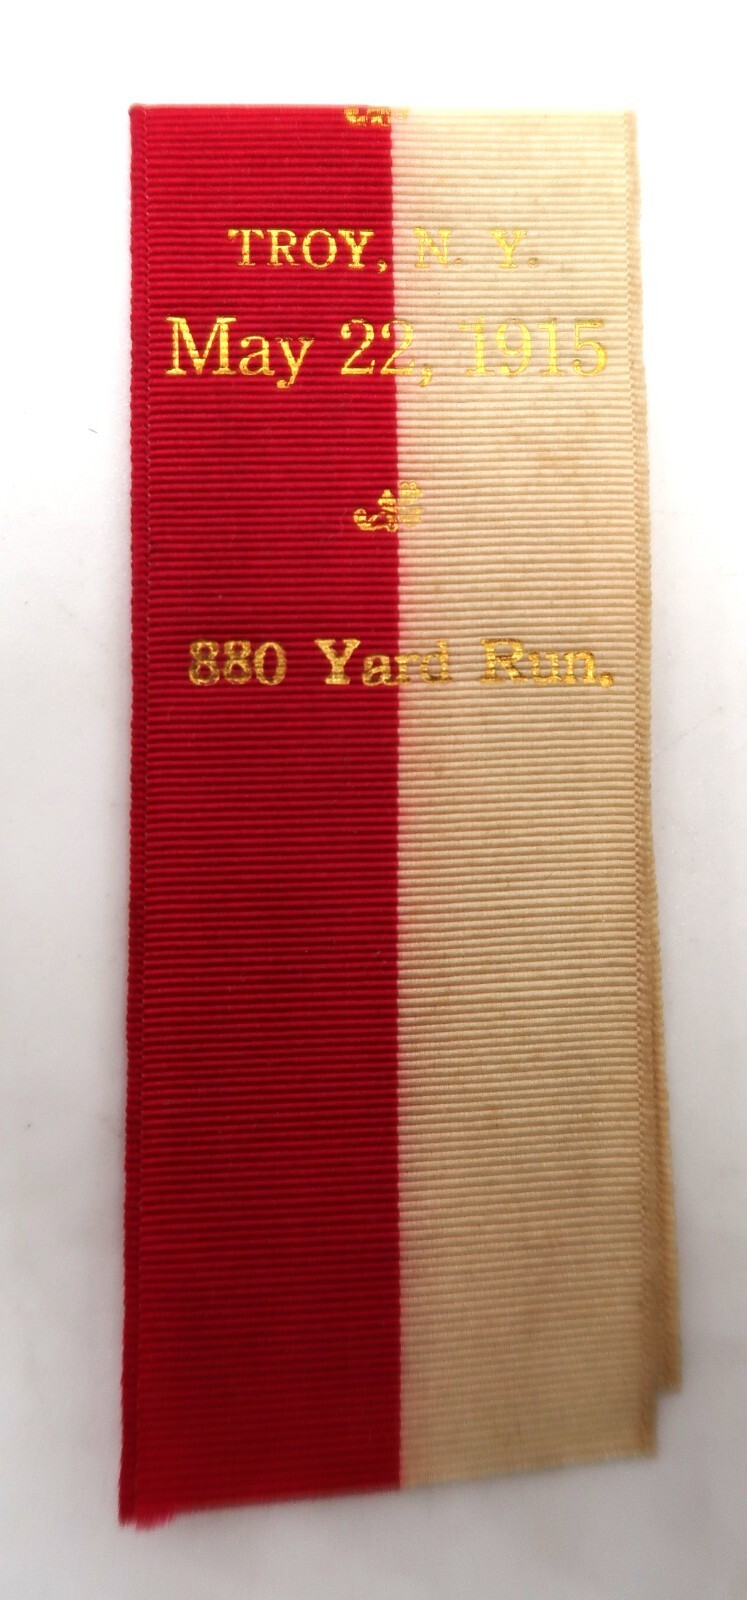 TROY, N. Y.
May 22, 1915
880 Yard Run.